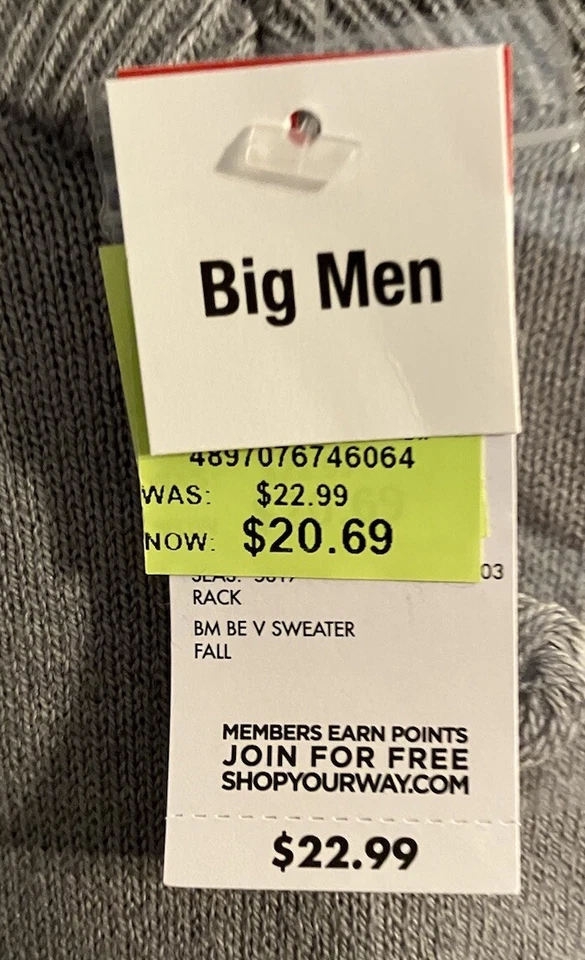 Big Men
4897076746064
WAS: $22.99
NOW: $20.69
03
RACK
BM BE V SWEATER
FALL
MEMBERS EARN POINTS
JOIN FOR FREE
SHOPYOURWAY.COM
$22.99